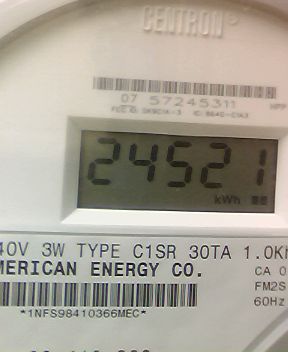 CENTRON®
07 57245311
24521
kWh
40V 3W TYPE C1SR 30TA 1.0Kh
MERICAN ENERGY CO.
CA 0
FM2S
60Hz
*1NFS98410366MEC*